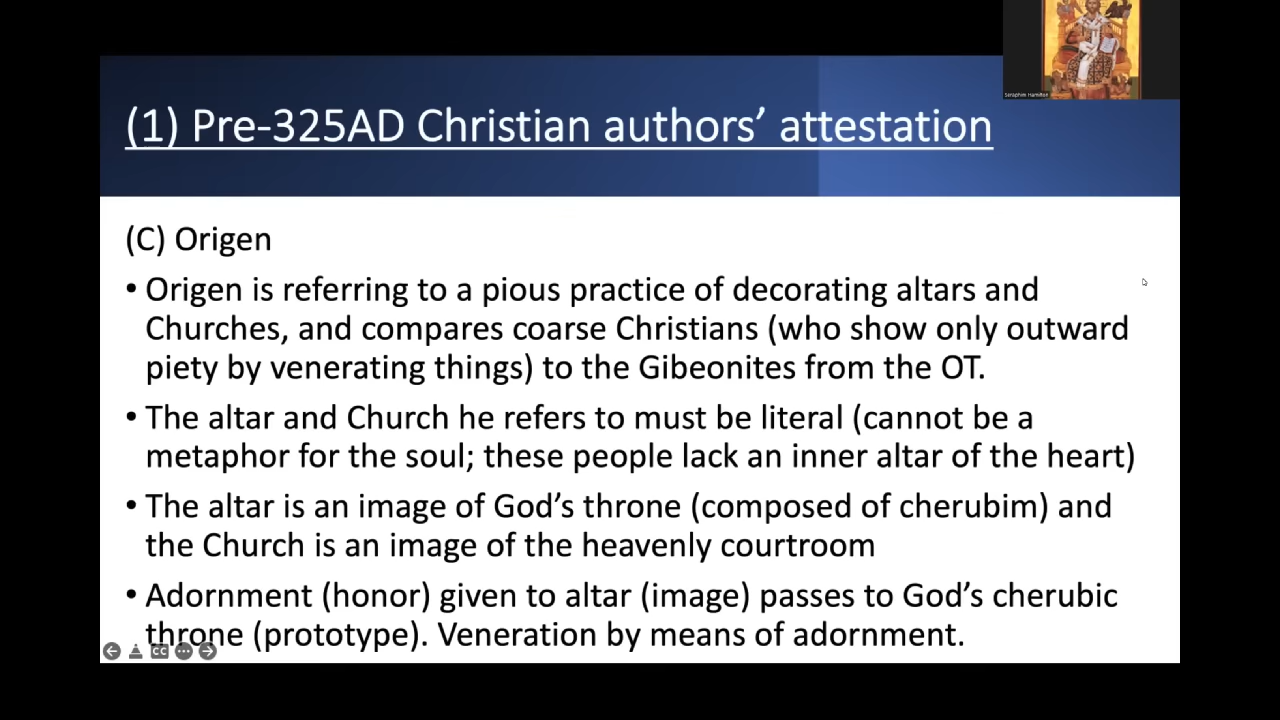 Seraphim Hamilton
(1) Pre-325AD Christian authors’ attestation
(C) Origen
• Origen is referring to a pious practice of decorating altars and
Churches, and compares coarse Christians (who show only outward
piety by venerating things) to the Gibeonites from the OT.
• The altar and Church he refers to must be literal (cannot be a
metaphor for the soul; these people lack an inner altar of the heart)
• The altar is an image of God’s throne (composed of cherubim) and
the Church is an image of the heavenly courtroom
• Adornment (honor) given to altar (image) passes to God’s cherubic
throne (prototype). Veneration by means of adornment.
CC